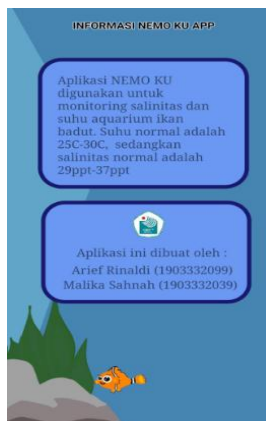 INFORMASI NEMO KU APP
Aplikasi NEMO KU
digunakan untuk
monitoring salinitas dan
suhu aquarium ikan
badut. Suhu normal adalah
25C-30C, sedangkan
salinitas normal adalah
29ppt-37ppt
Aplikasi ini dibuat oleh :
Arief Rinaldi (1903332099)
Malika Sahnah (1903332039)